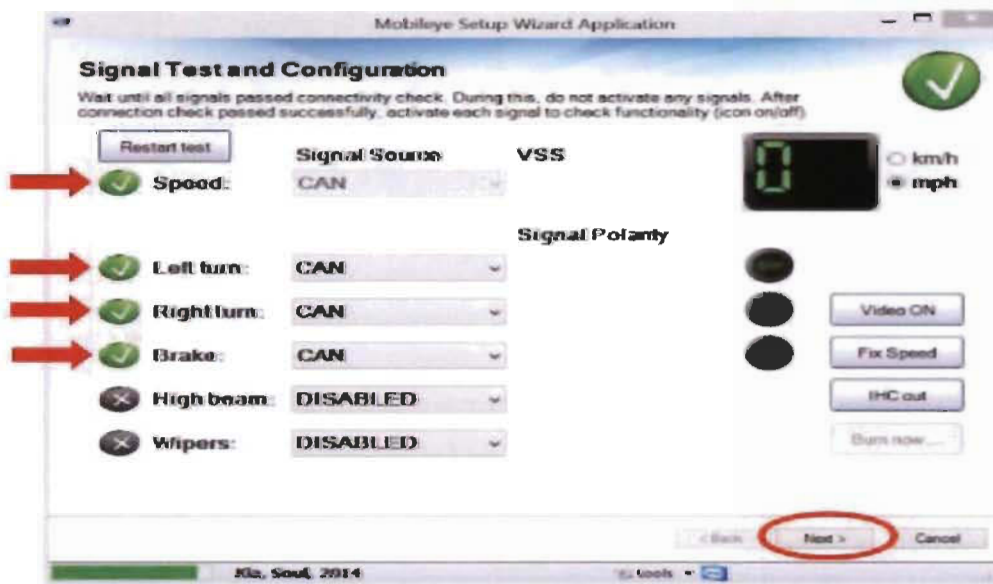 Mobileye Setup Wizard Application
Signal Test and Configuration
Wait until all signals passed connectivity check. During this, do not activate any signals. After
connection check passed successfully, activate each signal to check functionality (icon on/off)
Restart test
Signal Source VSS
Speed: CAN 0 km/h
mph
Signal Polarity
Left turn: CAN
Right turn: CAN Video ON
Brake: CAN Fix Speed
High beam: DISABLED IHC out
Wipers: DISABLED Burn now....
< Back Next > Cancel
Kia, Soul, 2014 tools